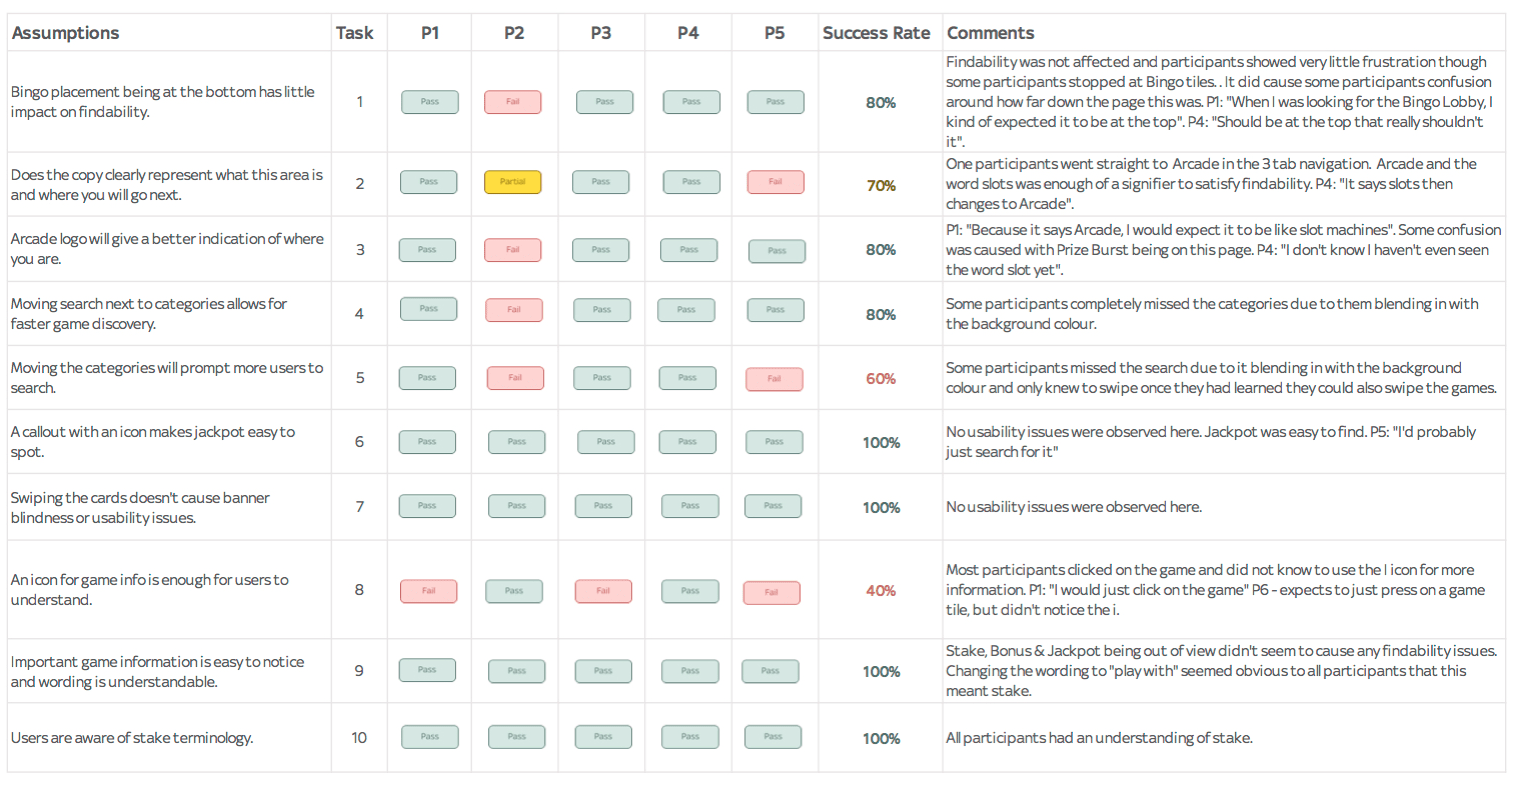 Assumptions Task P1 P2 P3 P4 P5 Success Rate Comments
Bingo placement being at the bottom has little
impact on findability.
1 Pass Fail Pass Pass Pass 80%
Findability was not affected and participants showed very little frustration though
some participants stopped at Bingo tiles. . It did cause some participants confusion
around how far down the page this was. P1: "When I was looking for the Bingo Lobby, I
kind of expected it to be at the top". P4: "Should be at the top that really shouldn't
it".
Does the copy clearly represent what this area is
and where you will go next.
2 Pass Partial Pass Pass Fail 70%
One participants went straight to Arcade in the 3 tab navigation. Arcade and the
word slots was enough of a signifier to satisfy findability. P4: "It says slots then
changes to Arcade".
Arcade logo will give a better indication of where
you are.
3 Pass Fail Pass Pass Pass 80%
P1: "Because it says Arcade, I would expect it to be like slot machines". Some confusion
was caused with Prize Burst being on this page. P4: "I don't know I haven't even seen
the word slot yet".
Moving search next to categories allows for
faster game discovery.
4 Pass Fail Pass Pass Pass 80%
Some participants completely missed the categories due to them blending in with
the background colour.
Moving the categories will prompt more users to
search.
5 Pass Fail Pass Pass Fail 60%
Some participants missed the search due to it blending in with the background
colour and only knew to swipe once they had learned they could also swipe the games.
A callout with an icon makes jackpot easy to
spot.
6 Pass Pass Pass Pass Pass 100%
No usability issues were observed here. Jackpot was easy to find. P5: "I'd probably
just search for it"
Swiping the cards doesn't cause banner
blindness or usability issues.
7 Pass Pass Pass Pass Pass 100%
No usability issues were observed here.
An icon for game info is enough for users to
understand.
8 Fail Pass Fail Pass Fail 40%
Most participants clicked on the game and did not know to use the I icon for more
information. P1: "I would just click on the game" P6 - expects to just press on a game
tile, but didn't notice the i.
Important game information is easy to notice
and wording is understandable.
9 Pass Pass Pass Pass Pass 100%
Stake, Bonus & Jackpot being out of view didn't seem to cause any findability issues.
Changing the wording to "play with" seemed obvious to all participants that this
meant stake.
Users are aware of stake terminology.
10 Pass Pass Pass Pass Pass 100%
All participants had an understanding of stake.